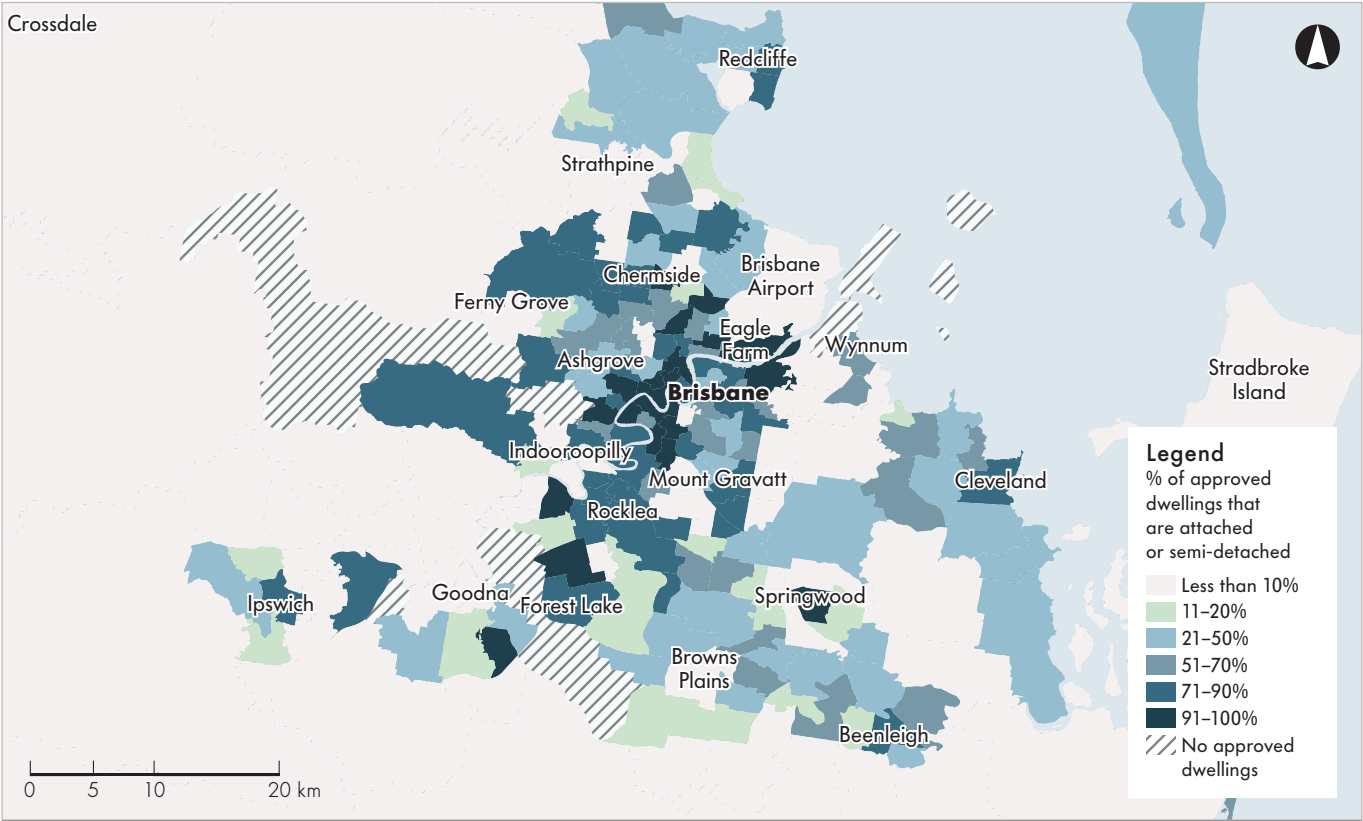 Crossdale
Redcliffe
Strathpine
Chermside
Brisbane
Airport
Ferny Grove
Eagle
Farm
Wynnum
Ashgrove
Stradbroke
Island
Brisbane
Indooroopilly
Mount Gravatt
Cleveland
Rocklea
Goodna
Ipswich
Forest Lake
Springwood
Browns
Plains
Beenleigh
Legend
% of approved
dwellings that
are attached
or semi-detached
Less than 10%
11–20%
21–50%
51–70%
71–90%
91–100%
No approved
dwellings
0 5 10 20 km